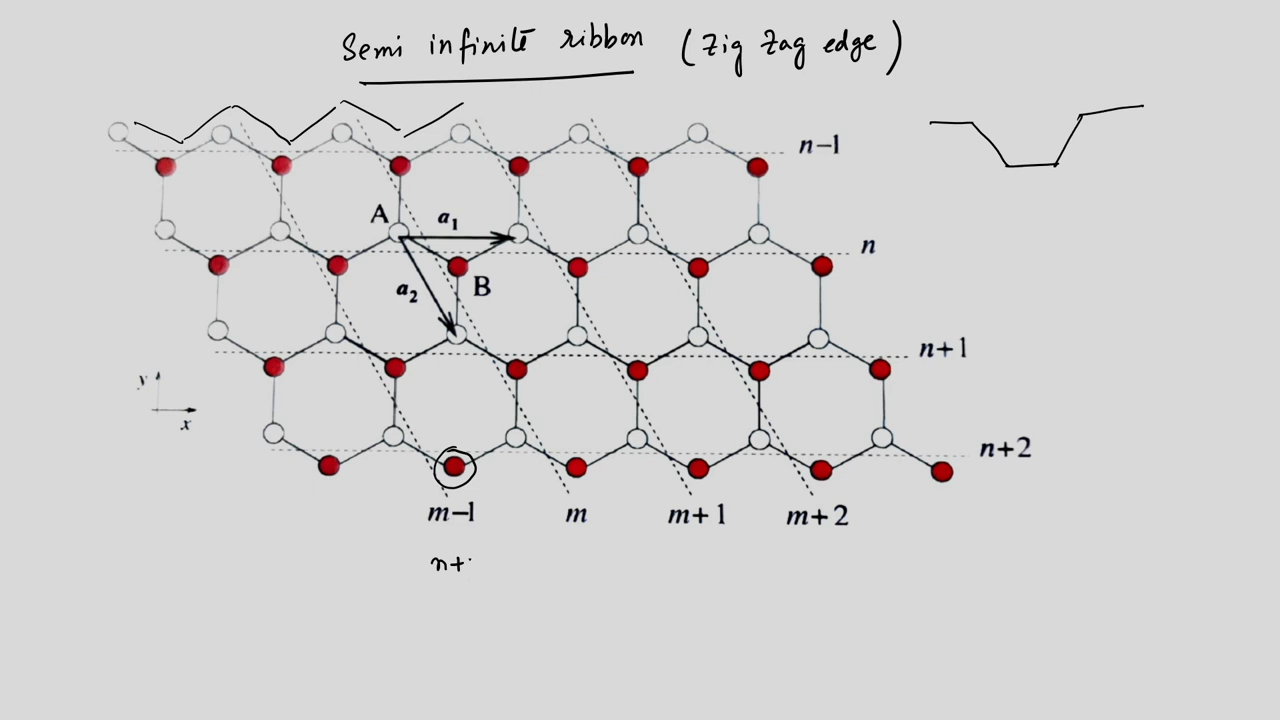 Semi infinite ribbon (Zig Zag edge)
n−1
A
a₁
n
a₂
B
n+1
y
x
n+2
m−1
m
m+1
m+2
n+